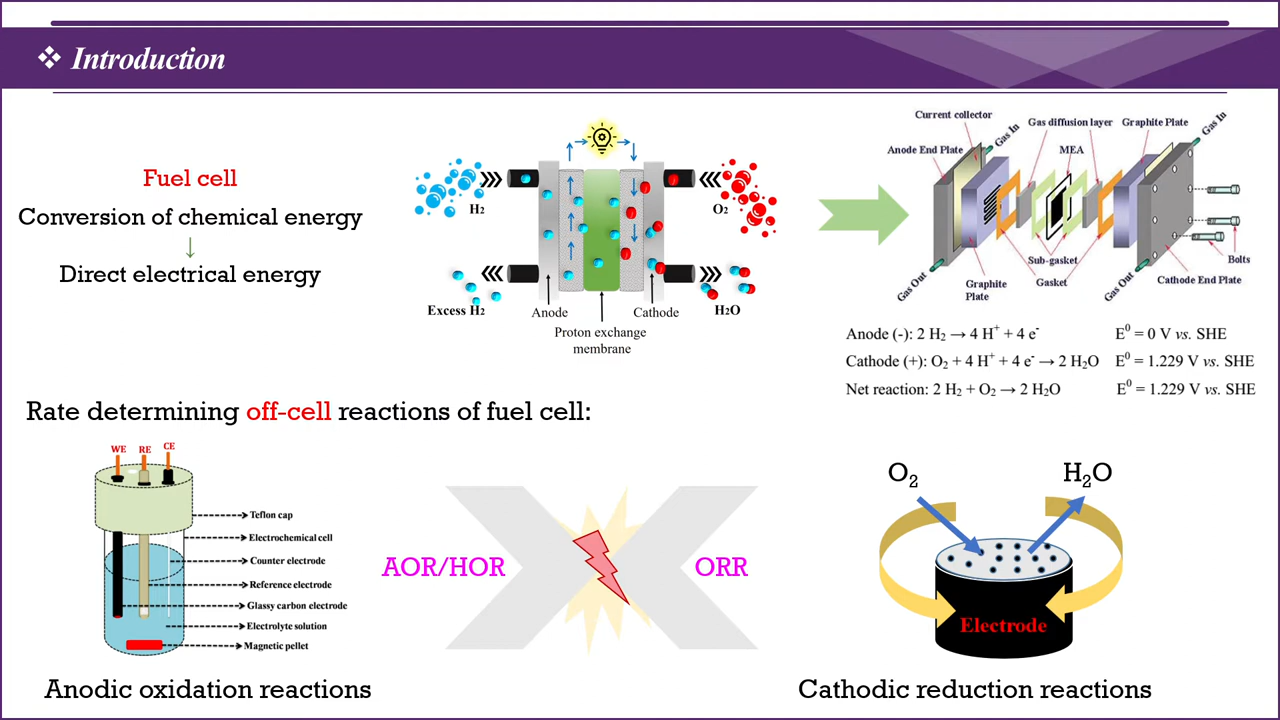 ❖ Introduction
Fuel cell
Conversion of chemical energy
↓
Direct electrical energy
H2
O2
Excess H2
Anode
Cathode
H2O
Proton exchange
membrane
Current collector
Gas In
Gas diffusion layer
Graphite Plate
Gas In
Anode End Plate
MEA
Sub-gasket
Bolts
Gas Out
Graphite
Plate
Gasket
Gas Out
Cathode End Plate
Anode (-): 2 H₂ → 4 H⁺ + 4 e⁻ E⁰ = 0 V vs. SHE
Cathode (+): O₂ + 4 H⁺ + 4 e⁻ → 2 H₂O E⁰ = 1.229 V vs. SHE
Net reaction: 2 H₂ + O₂ → 2 H₂O E⁰ = 1.229 V vs. SHE
Rate determining off-cell reactions of fuel cell:
WE RE CE
Teflon cap
Electrochemical cell
Counter electrode
Reference electrode
Glassy carbon electrode
Electrolyte solution
Magnetic pellet
AOR/HOR
ORR
O₂
H₂O
Electrode
Anodic oxidation reactions
Cathodic reduction reactions